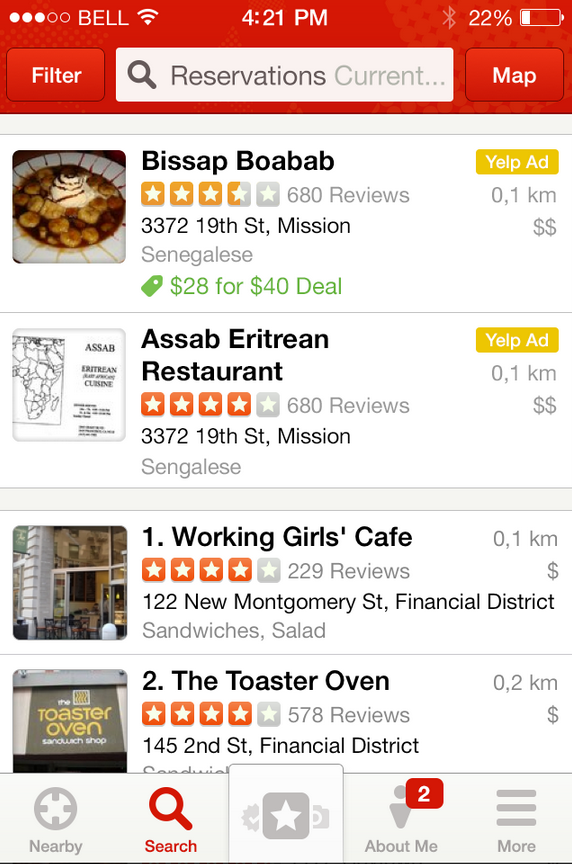 BELL 4:21 PM 22%
Filter Reservations Current... Map
Bissap Boabab Yelp Ad
680 Reviews 0,1 km
3372 19th St, Mission $$
Senegalese
$28 for $40 Deal
ASSAB
ERITREAN
(EAST AFRICAN)
CUISINE
Assab Eritrean Yelp Ad
Restaurant 0,1 km
680 Reviews $$
3372 19th St, Mission
Sengalese
1. Working Girls' Cafe 0,1 km
229 Reviews $
122 New Montgomery St, Financial District
Sandwiches, Salad
the
TOASTER
OVEN
sandwich shop
2. The Toaster Oven 0,2 km
578 Reviews $
145 2nd St, Financial District
2
Nearby Search About Me More